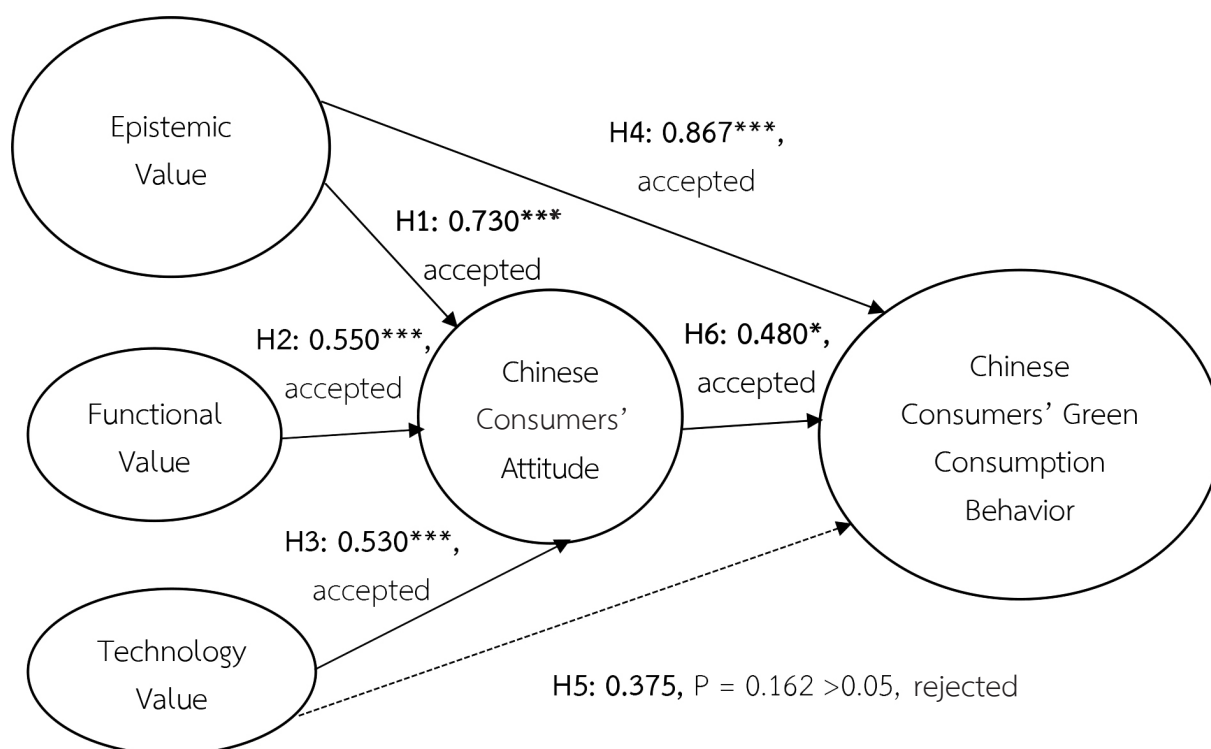 Epistemic
Value
H4: 0.867***,
accepted
H1: 0.730***
accepted
H2: 0.550***,
accepted
H6: 0.480*,
accepted
Chinese
Consumers’
Attitude
Chinese
Consumers’ Green
Consumption
Behavior
Functional
Value
H3: 0.530***,
accepted
Technology
Value
H5: 0.375, P = 0.162 >0.05, rejected